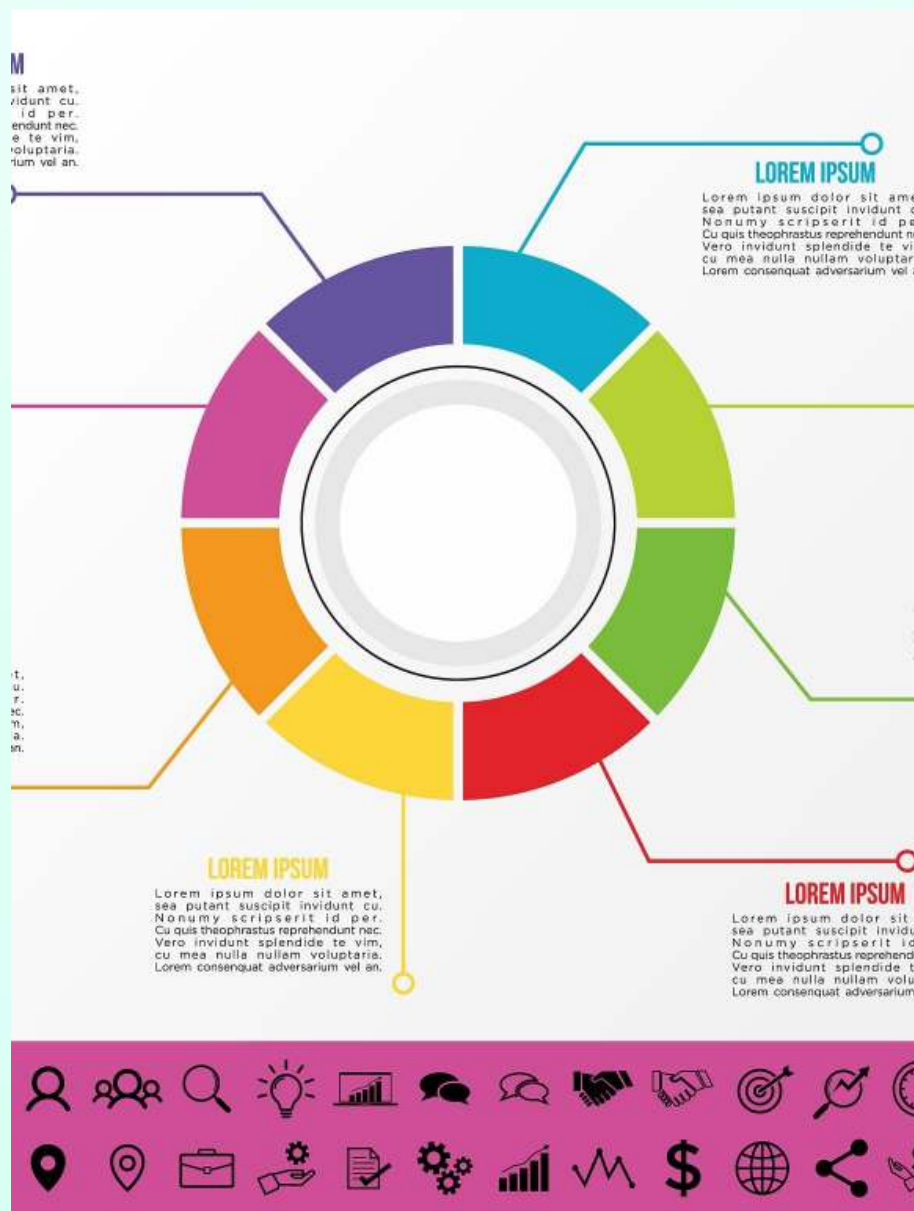 M
sit amet,
vidunt cu.
id per.
endunt nec.
e te vim,
voluptaria.
rium vel an.
LOREM IPSUM
Lorem ipsum dolor sit ame
sea putant suscipit invidunt c
Nonumy scripserit id pe
Cu quis theophrastus reprehendunt ne
Vero invidunt splendide te vi
cu mea nulla nullam voluptar
Lorem consenquat adversarium vel
t,
u.
r.
ec.
m,
a.
an.
LOREM IPSUM
Lorem ipsum dolor sit amet,
sea putant suscipit invidunt cu.
Nonumy scripserit id per.
Cu quis theophrastus reprehendunt nec.
Vero invidunt splendide te vim,
cu mea nulla nullam voluptaria.
Lorem consenquat adversarium vel an.
LOREM IPSUM
Lorem ipsum dolor sit
sea putant suscipit invidu
Nonumy scripserit id
Cu quis theophrastus reprehend
Vero invidunt splendide t
cu mea nulla nullam volu
Lorem consenquat adversarium
$